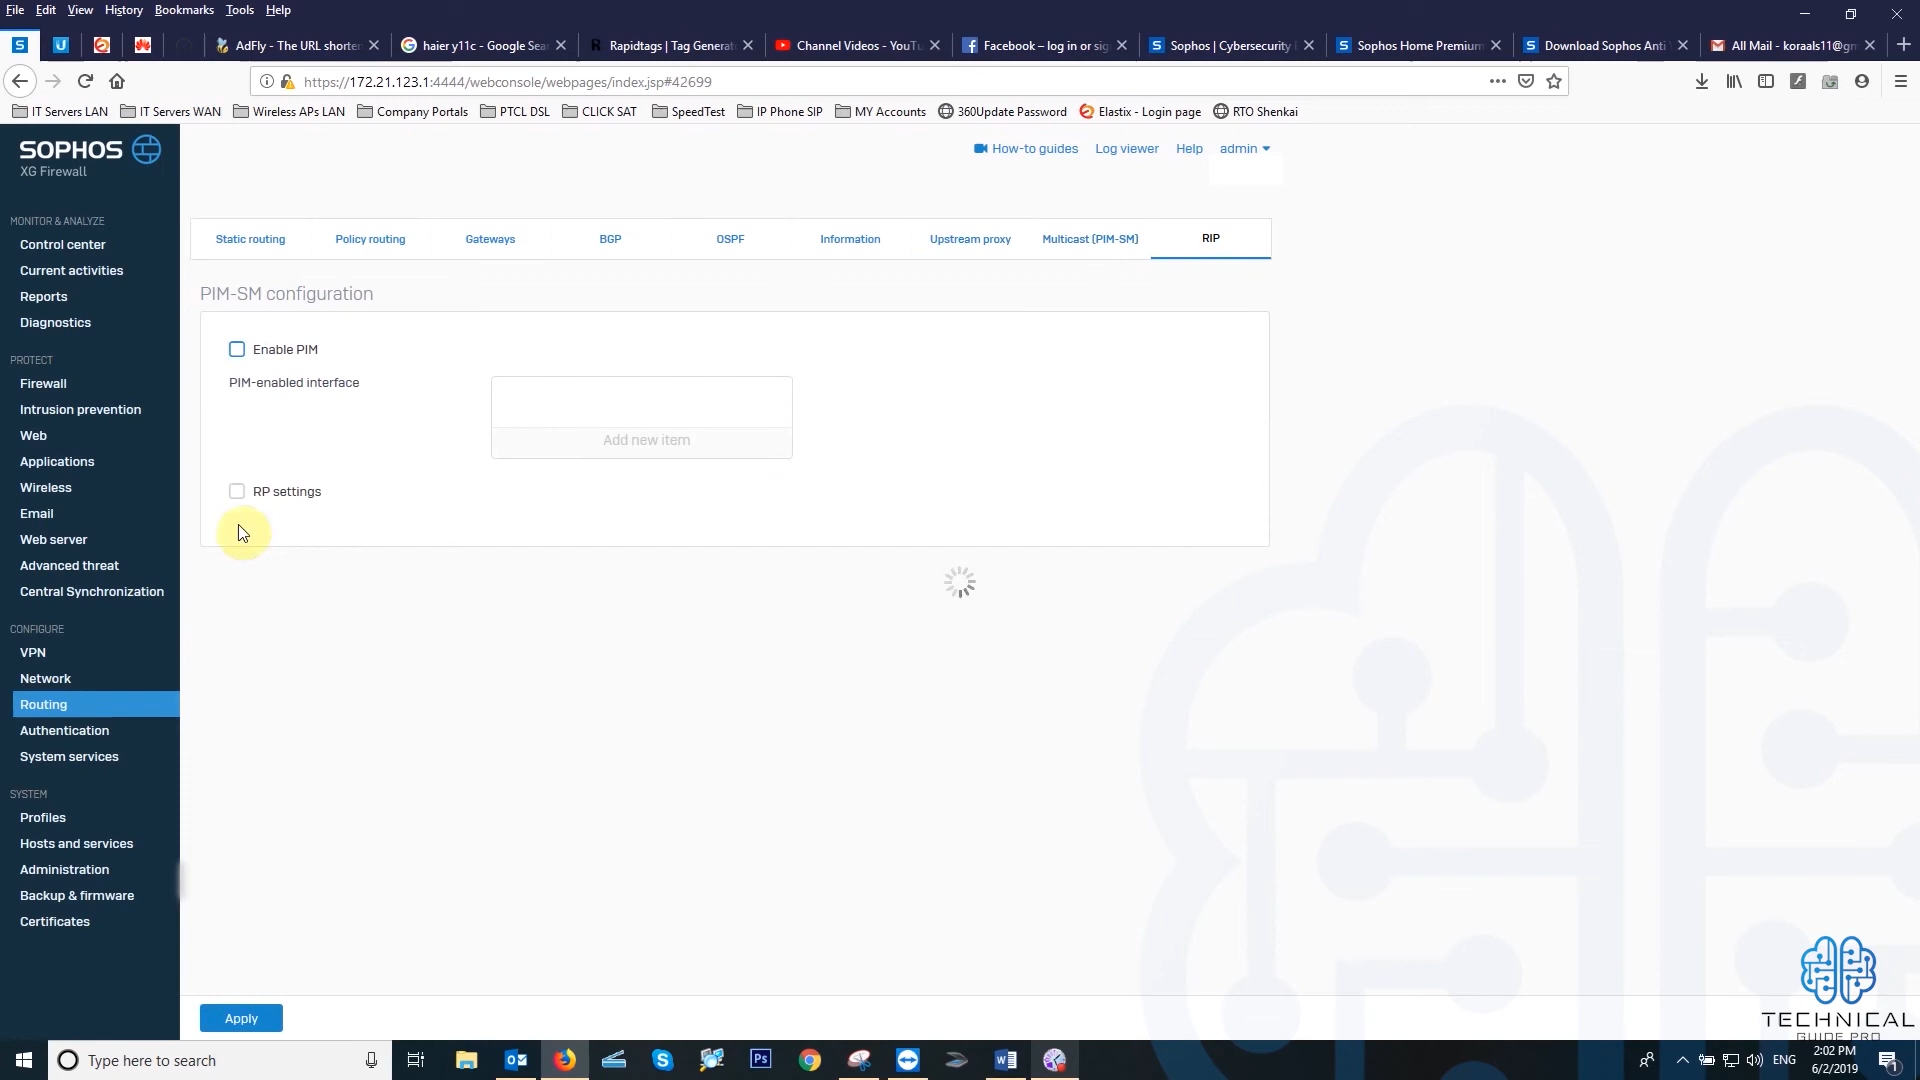 File Edit View History Bookmarks Tools Help
AdFly - The URL shorten
haier y11c - Google Sea
Rapidtags | Tag Generat
Channel Videos - YouTu
Facebook – log in or sig
Sophos | Cybersecurity
Sophos Home Premium
Download Sophos Anti
All Mail - koraals11@gm
https://172.21.123.1:4444/webconsole/webpages/index.jsp#42699
IT Servers LAN IT Servers WAN Wireless APs LAN Company Portals PTCL DSL CLICK SAT SpeedTest IP Phone SIP MY Accounts 360Update Password Elastix - Login page RTO Shenkai
SOPHOS
XG Firewall
How-to guides Log viewer Help admin
MONITOR & ANALYZE
Control center
Current activities
Reports
Diagnostics
PROTECT
Firewall
Intrusion prevention
Web
Applications
Wireless
Email
Web server
Advanced threat
Central Synchronization
CONFIGURE
VPN
Network
Routing
Authentication
System services
SYSTEM
Profiles
Hosts and services
Administration
Backup & firmware
Certificates
Static routing Policy routing Gateways BGP OSPF Information Upstream proxy Multicast (PIM-SM) RIP
PIM-SM configuration
Enable PIM
PIM-enabled interface
Add new item
RP settings
Apply
TECHNICAL
GUIDE PRO
Type here to search
Ps
ENG
2:02 PM
6/2/2019
1